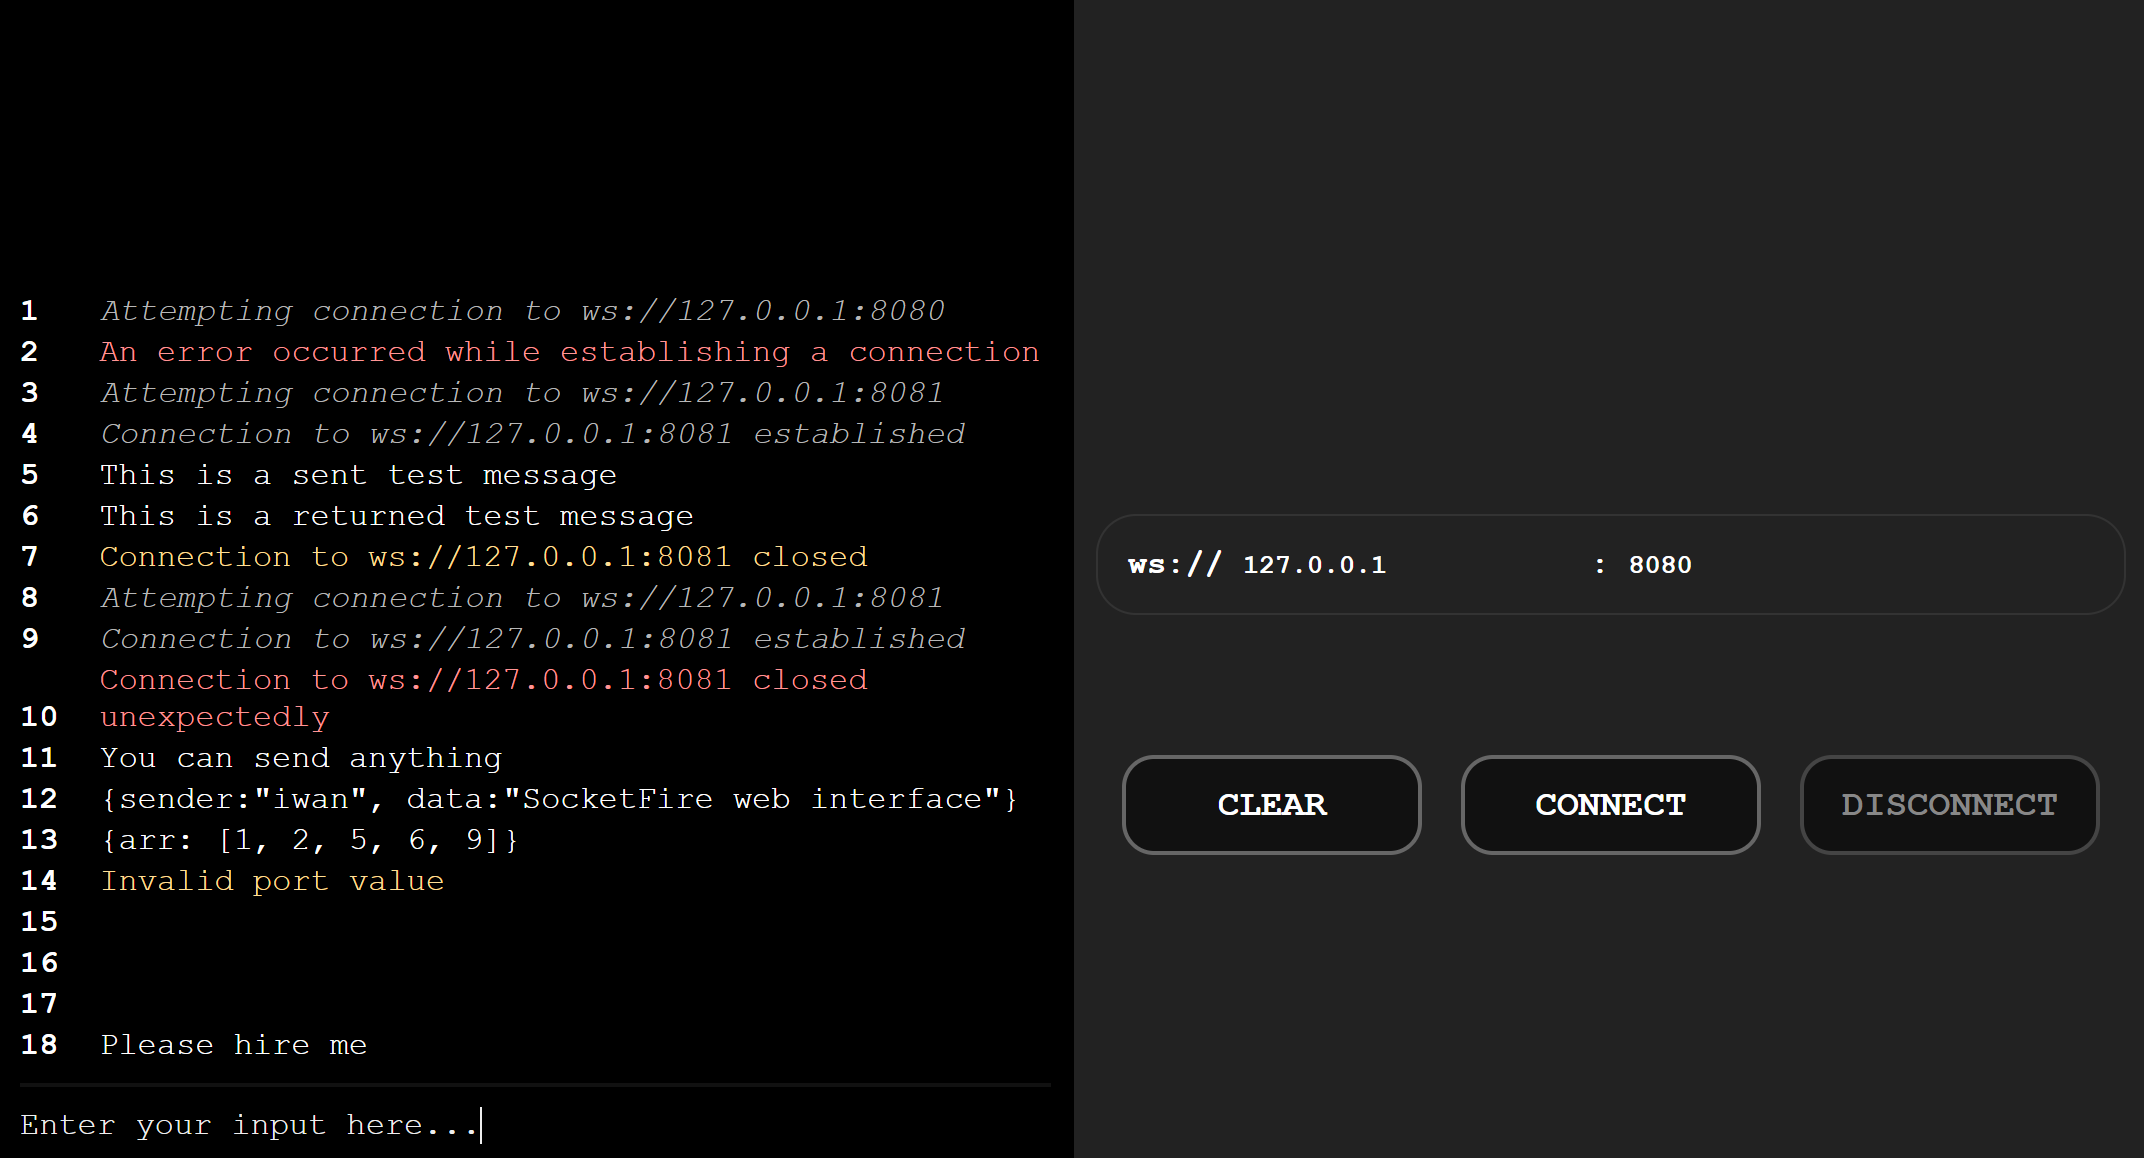 1 Attempting connection to ws://127.0.0.1:8080
2 An error occurred while establishing a connection
3 Attempting connection to ws://127.0.0.1:8081
4 Connection to ws://127.0.0.1:8081 established
5 This is a sent test message
6 This is a returned test message
7 Connection to ws://127.0.0.1:8081 closed
8 Attempting connection to ws://127.0.0.1:8081
9 Connection to ws://127.0.0.1:8081 established
Connection to ws://127.0.0.1:8081 closed
10 unexpectedly
11 You can send anything
12 {sender:"iwan", data:"SocketFire web interface"}
13 {arr: [1, 2, 5, 6, 9]}
14 Invalid port value
15
16
17
18 Please hire me
Enter your input here...
ws:// 127.0.0.1 : 8080
CLEAR CONNECT DISCONNECT